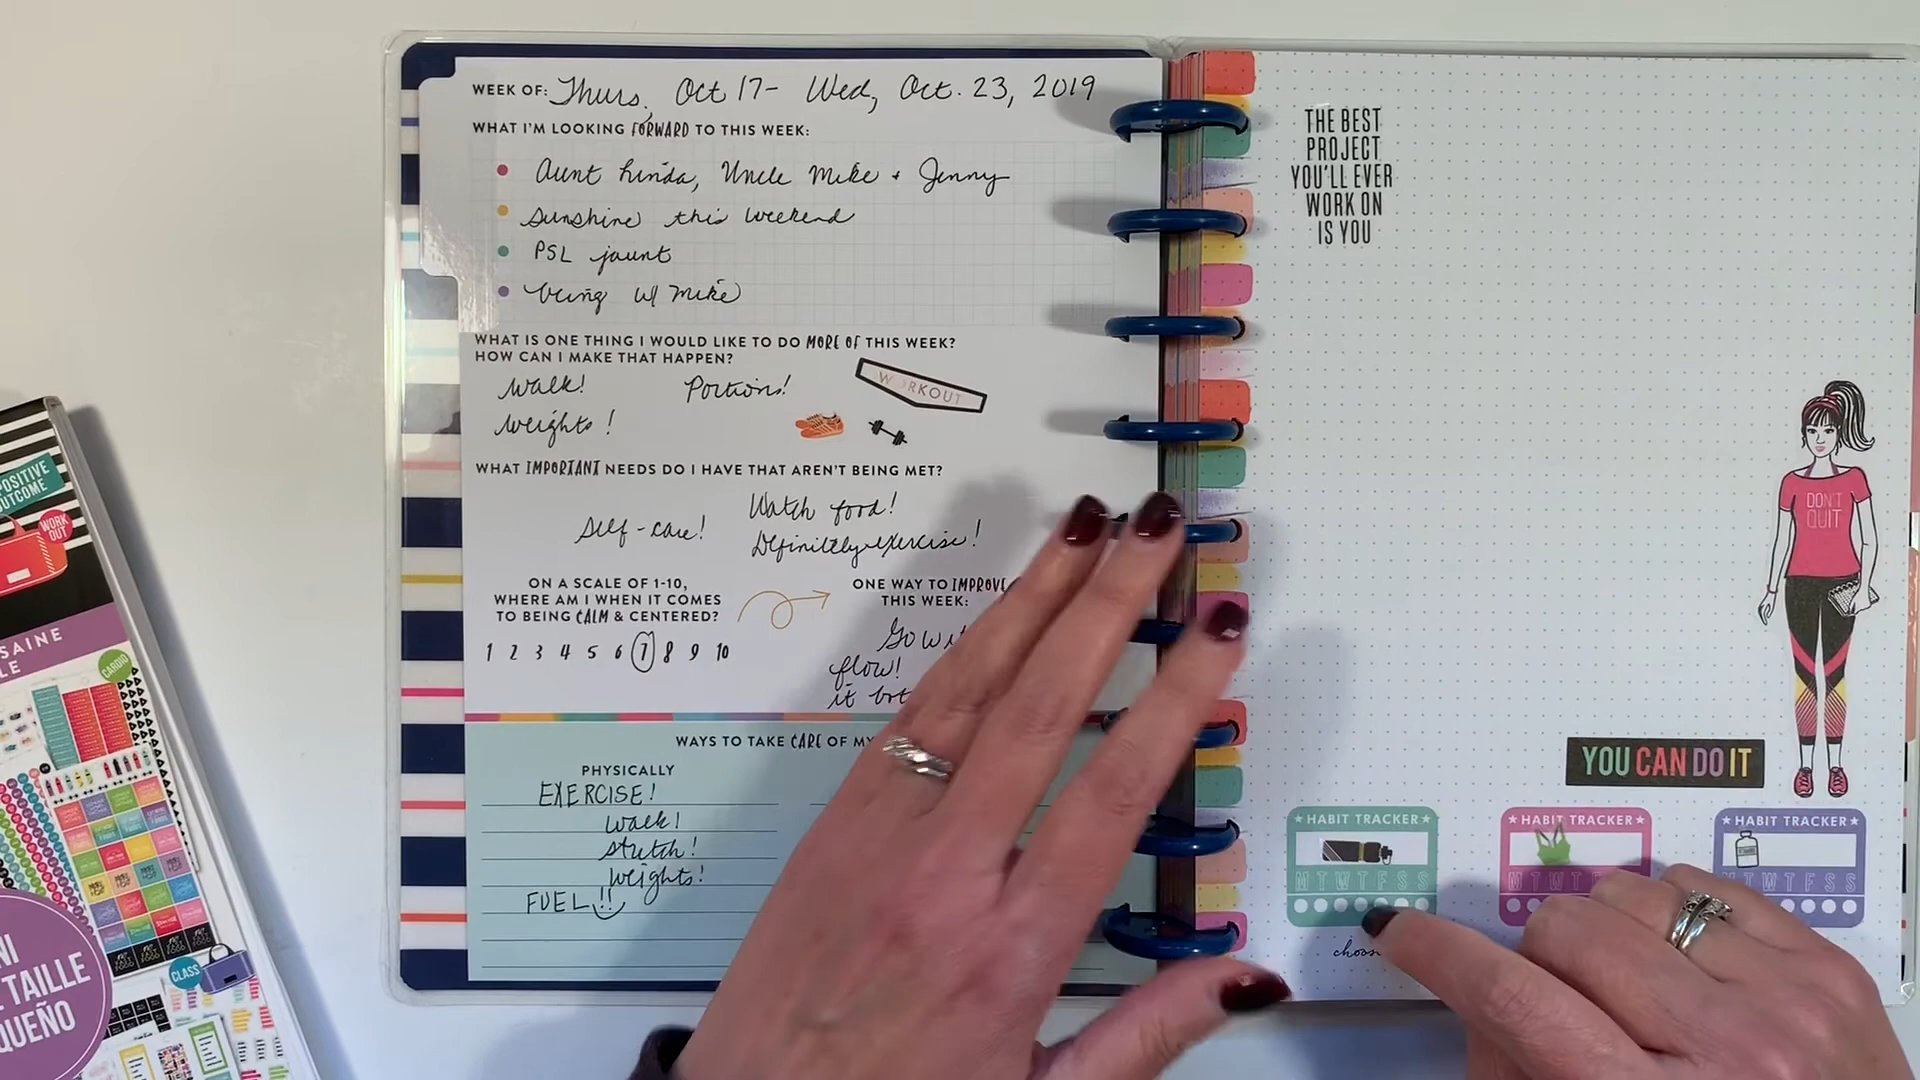 WEEK OF: Thurs, Oct 17- Wed, Oct. 23, 2019
WHAT I'M LOOKING FORWARD TO THIS WEEK:
Aunt Linda, Uncle Mike + Jenny
sunshine this weekend
PSL jaunt
being w/ Mike
WHAT IS ONE THING I WOULD LIKE TO DO MORE OF THIS WEEK?
HOW CAN I MAKE THAT HAPPEN?
walk! Portions! WORKOUT
weights!
WHAT IMPORTANT NEEDS DO I HAVE THAT AREN'T BEING MET?
Self-care! Watch food!
Definitely exercise!
ON A SCALE OF 1-10,
WHERE AM I WHEN IT COMES
TO BEING CALM & CENTERED?
1 2 3 4 5 6 7 8 9 10
ONE WAY TO IMPROVE
THIS WEEK:
Go
flow!
it
WAYS TO TAKE CARE OF
PHYSICALLY
EXERCISE!
walk!
stretch!
weights!
FUEL!!
THE BEST
PROJECT
YOU'LL EVER
WORK ON
IS YOU
DON'T
QUIT
YOU CAN DO IT
★HABIT TRACKER★
M T W T F S S
★HABIT TRACKER★
M T W T F
★HABIT TRACKER★
M T W T F S S
POSITIVE
OUTCOME
WORK
OUT
CARDIO
CLASS
TAILLE